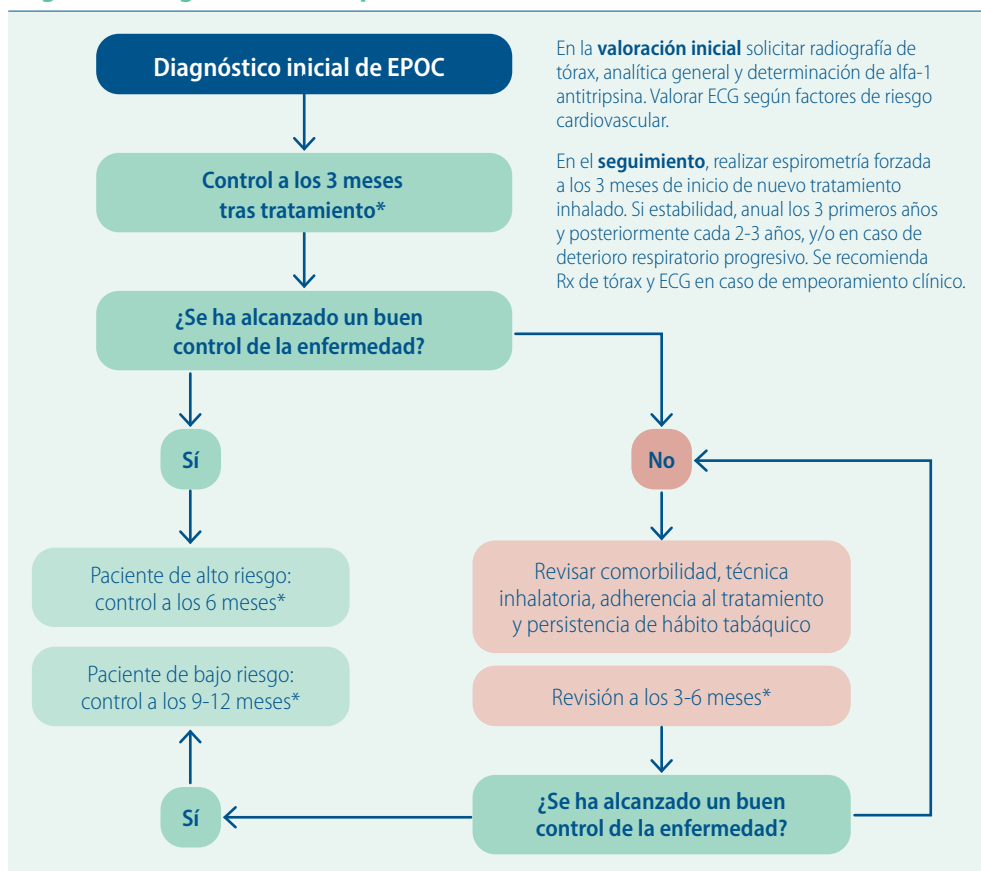 Diagnóstico inicial de EPOC
En la valoración inicial solicitar radiografía de
tórax, analítica general y determinación de alfa-1
antitripsina. Valorar ECG según factores de riesgo
cardiovascular.
En el seguimiento, realizar espirometría forzada
a los 3 meses de inicio de nuevo tratamiento
inhalado. Si estabilidad, anual los 3 primeros años
y posteriormente cada 2-3 años, y/o en caso de
deterioro respiratorio progresivo. Se recomienda
Rx de tórax y ECG en caso de empeoramiento clínico.
Control a los 3 meses
tras tratamiento*
¿Se ha alcanzado un buen
control de la enfermedad?
Sí
No
Paciente de alto riesgo:
control a los 6 meses*
Paciente de bajo riesgo:
control a los 9-12 meses*
Sí
Revisar comorbilidad, técnica
inhalatoria, adherencia al tratamiento
y persistencia de hábito tabáquico
Revisión a los 3-6 meses*
¿Se ha alcanzado un buen
control de la enfermedad?